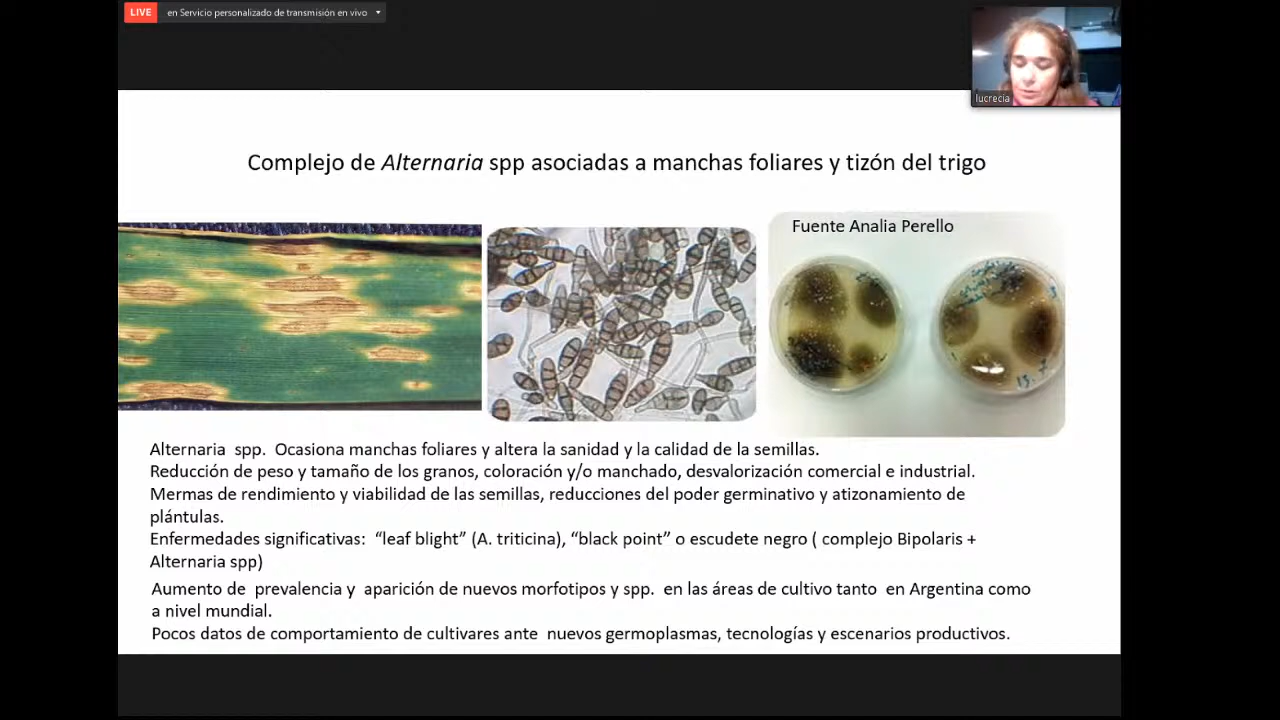 LIVE en Servicio personalizado de transmisión en vivo
lucrecia
Complejo de Alternaria spp asociadas a manchas foliares y tizón del trigo
Fuente Analia Perello
Alternaria spp. Ocasiona manchas foliares y altera la sanidad y la calidad de la semillas.
Reducción de peso y tamaño de los granos, coloración y/o manchado, desvalorización comercial e industrial.
Mermas de rendimiento y viabilidad de las semillas, reducciones del poder germinativo y atizonamiento de
plántulas.
Enfermedades significativas: “leaf blight” (A. triticina), “black point” o escudete negro ( complejo Bipolaris +
Alternaria spp)
Aumento de prevalencia y aparición de nuevos morfotipos y spp. en las áreas de cultivo tanto en Argentina como
a nivel mundial.
Pocos datos de comportamiento de cultivares ante nuevos germoplasmas, tecnologías y escenarios productivos.